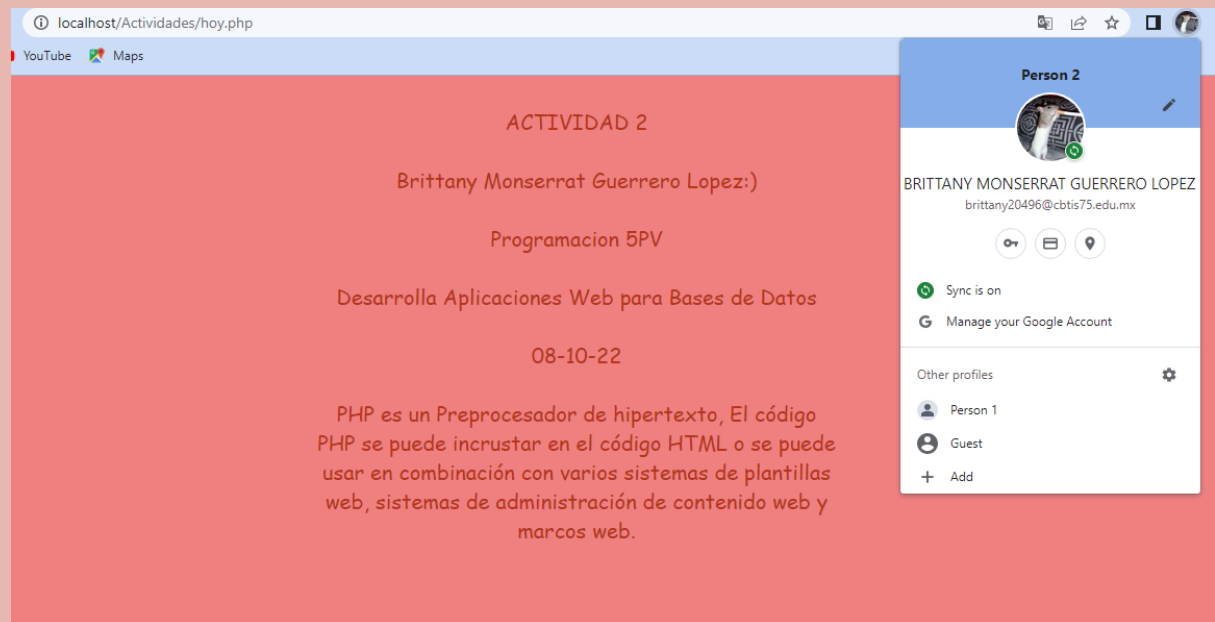 localhost/Actividades/hoy.php
YouTube Maps
ACTIVIDAD 2
Brittany Monserrat Guerrero Lopez:)
Programacion 5PV
Desarrolla Aplicaciones Web para Bases de Datos
08-10-22
PHP es un Preprocesador de hipertexto, El código
PHP se puede incrustar en el código HTML o se puede
usar en combinación con varios sistemas de plantillas
web, sistemas de administración de contenido web y
marcos web.
Person 2
BRITTANY MONSERRAT GUERRERO LOPEZ
brittany20496@cbtis75.edu.mx
Sync is on
G Manage your Google Account
Other profiles
Person 1
Guest
Add